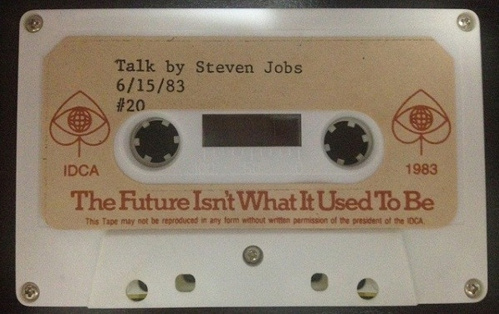 Talk by Steven Jobs
6/15/83
#20
IDCA
1983
The Future Isn't What It Used To Be
This Tape may not be reproduced in any form without written permission of the president of the IDCA.